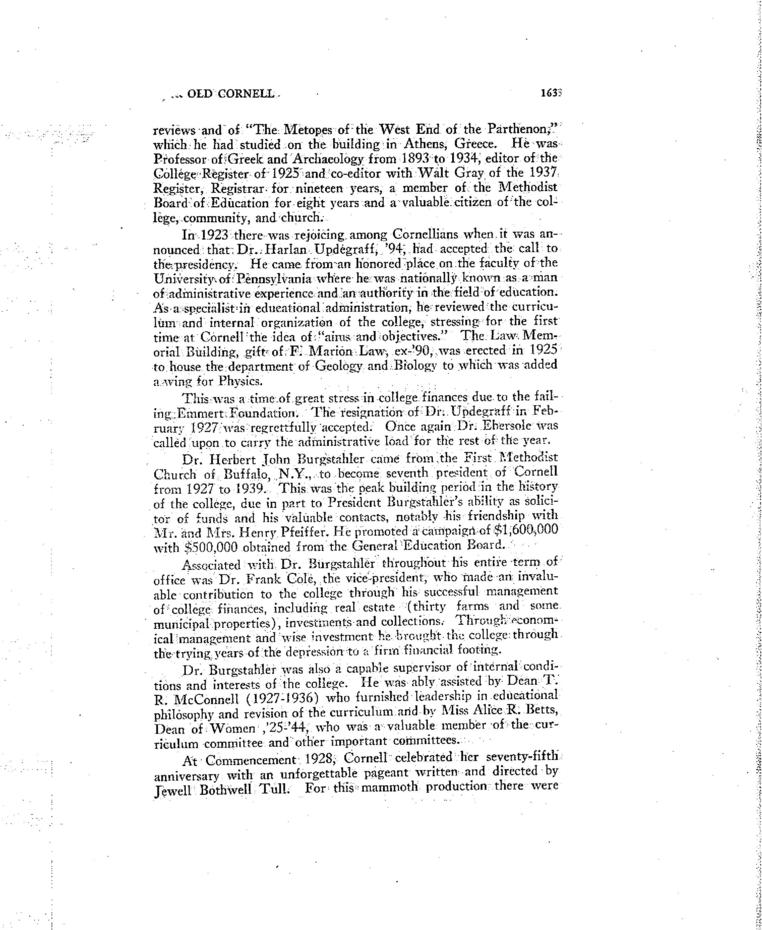 OLD CORNELL 163
reviews and of "The Metopes of the West End of the Parthenon,"
which he had studied on the building in Athens, Greece. He was
Professor of Greek and Archaeology from 1893 to 1934, editor of the
College Register of 1925 and co-editor with Walt Gray of the 1937
Register, Registrar for nineteen years, a member of the Methodist
Board of Education for eight years and a valuable citizen of the col-
lege, community, and church.
In 1923 there was rejoicing among Cornellians when it was an-
nounced that Dr. Harlan Updegraff, '94, had accepted the call to
the presidency. He came from an honored place on the faculty of the
University of Pennsylvania where he was nationally known as a man
of administrative experience and an authority in the field of education.
As a specialist in educational administration, he reviewed the curricu-
lum and internal organization of the college, stressing for the first
time at Cornell the idea of "aims and objectives." The Law Mem-
orial Building, gift of F. Marion Law, ex-'90, was erected in 1925
to house the department of Geology and Biology to which was added
a wing for Physics.
This was a time of great stress in college finances due to the fail-
ing Emmert Foundation. The resignation of Dr. Updegraff in Feb-
ruary 1927 was regretfully accepted. Once again Dr. Ebersole was
called upon to carry the administrative load for the rest of the year.
Dr. Herbert John Burgstahler came from the First Methodist
Church of Buffalo, N.Y., to become seventh president of Cornell
from 1927 to 1939. This was the peak building period in the history
of the college, due in part to President Burgstahler's ability as solici-
tor of funds and his valuable contacts, notably his friendship with
Mr. and Mrs. Henry Pfeiffer. He promoted a campaign of $1,600,000
with $500,000 obtained from the General Education Board.
Associated with Dr. Burgstahler throughout his entire term of
office was Dr. Frank Cole, the vice-president, who made an invalu-
able contribution to the college through his successful management
of college finances, including real estate (thirty farms and some
municipal properties), investments and collections. Through econom-
ical management and wise investment he brought the college through
the trying years of the depression to a firm financial footing.
Dr. Burgstahler was also a capable supervisor of internal condi-
tions and interests of the college. He was ably assisted by Dean T.
R. McConnell (1927-1936) who furnished leadership in educational
philosophy and revision of the curriculum and by Miss Alice R. Betts,
Dean of Women ,'25-'44, who was a valuable member of the cur-
riculum committee and other important committees.
At Commencement 1928, Cornell celebrated her seventy-fifth
anniversary with an unforgettable pageant written and directed by
Jewell Bothwell Tull. For this mammoth production there were